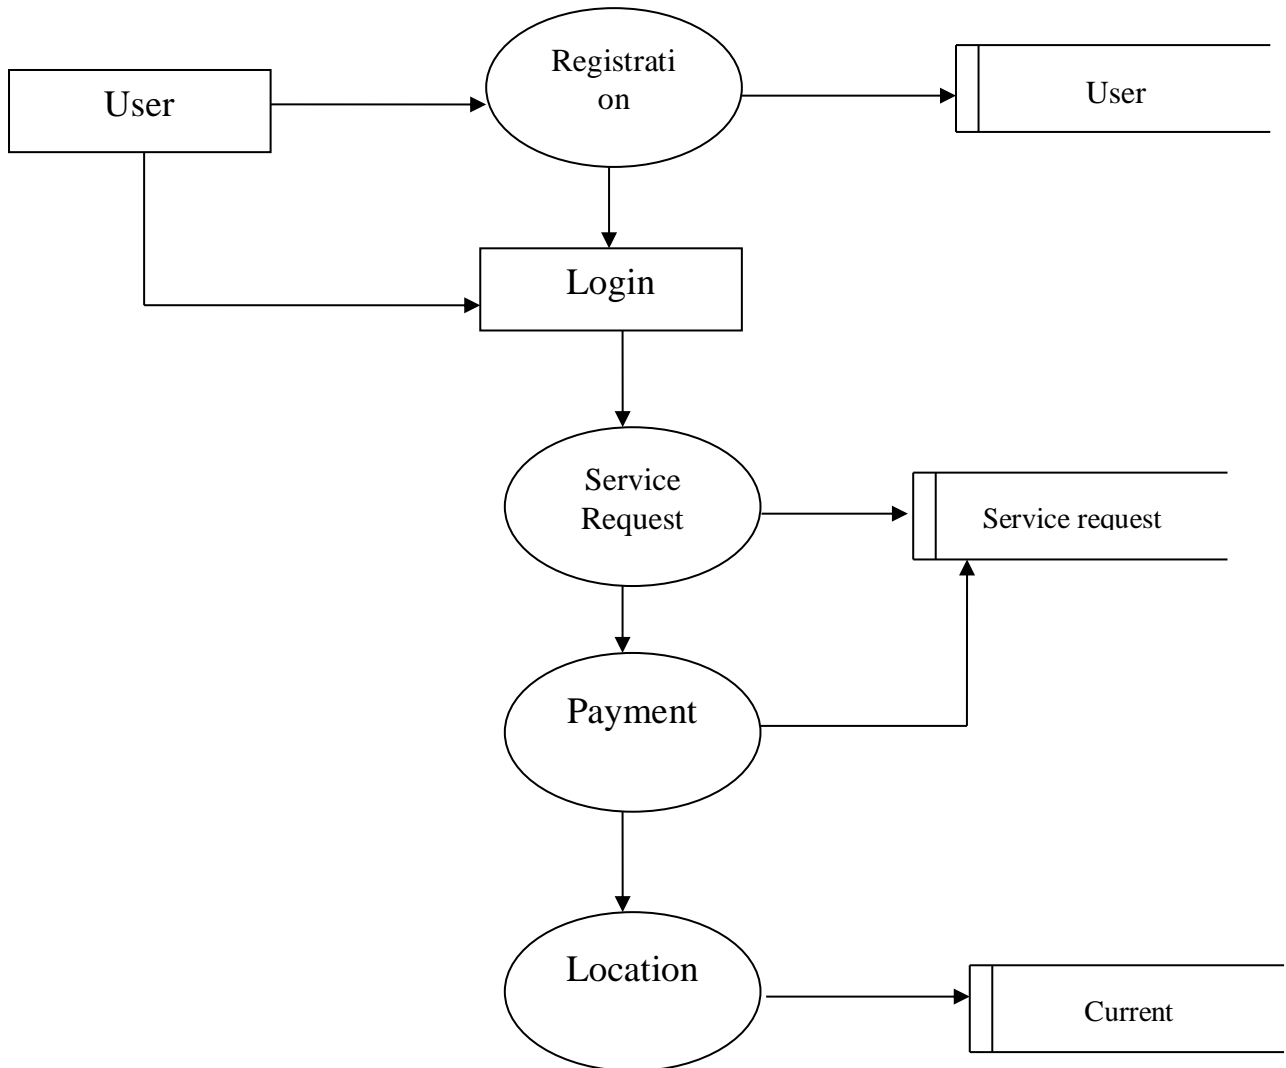 User
Registrati
on
User
Login
Service
Request
Service request
Payment
Location
Current